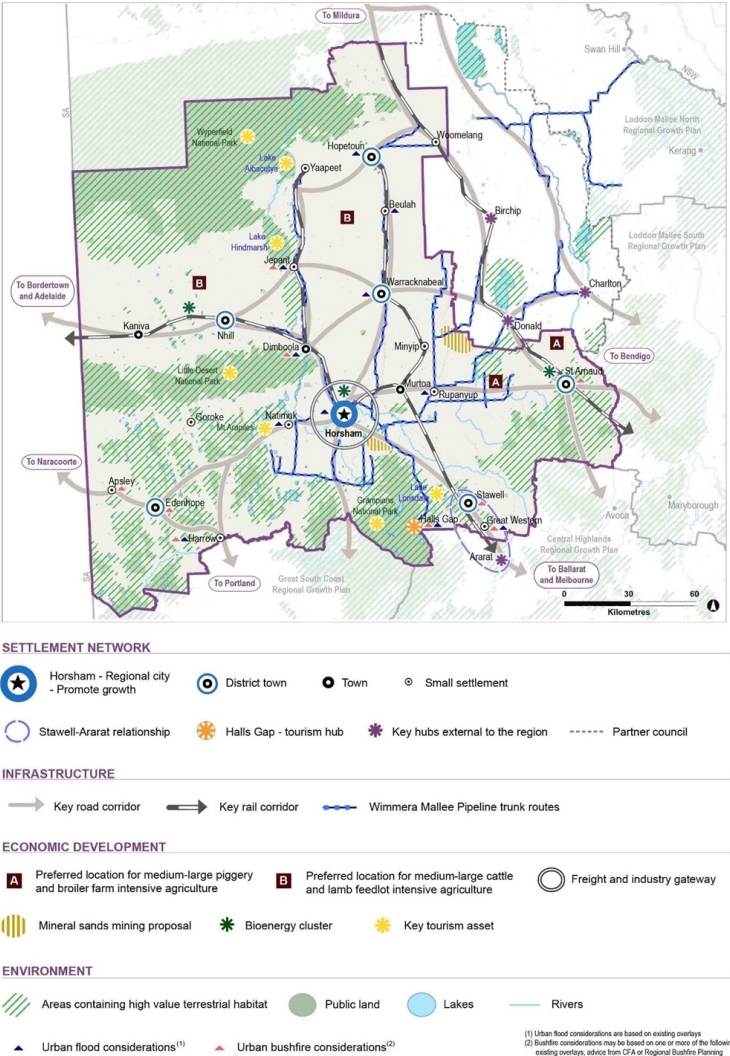 To Mildura
Swan Hill
NSW
SA
Wyperfield
National Park
Hopetoun
Woomelang
Loddon Mallee North
Regional Growth Plan
Lake
Albacutya
Yaapeet
Kerang
B
Beulah
Birchip
Lake
Hindmarsh
Loddon Mallee South
Regional Growth Plan
Jeparit
To Bordertown
and Adelaide
B
Warracknabeal
Charlton
Kaniva
Nhill
Donald
Dimboola
Minyip
A
To Bendigo
Little Desert
National Park
St Arnaud
Murtoa
A
Rupanyup
Goroke
Natimuk
Mt Arapiles
Horsham
To Naracoorte
Apsley
Lake
Lonsdale
Stawell
Edenhope
Grampians
National Park
Halls Gap
Great Western
Maryborough
Avoca
Harrow
Central Highlands
Regional Growth Plan
Ararat
SA
To Portland
Great South Coast
Regional Growth Plan
To Ballarat
and Melbourne
0 30 60
Kilometres
SETTLEMENT NETWORK
Horsham - Regional city
- Promote growth
District town
Town
Small settlement
Stawell-Ararat relationship
Halls Gap - tourism hub
Key hubs external to the region
Partner council
INFRASTRUCTURE
Key road corridor
Key rail corridor
Wimmera Mallee Pipeline trunk routes
ECONOMIC DEVELOPMENT
A
Preferred location for medium-large piggery
and broiler farm intensive agriculture
B
Preferred location for medium-large cattle
and lamb feedlot intensive agriculture
Freight and industry gateway
Mineral sands mining proposal
Bioenergy cluster
Key tourism asset
ENVIRONMENT
Areas containing high value terrestrial habitat
Public land
Lakes
Rivers
Urban flood considerations(1)
Urban bushfire considerations(2)
(1) Urban flood considerations are based on existing overlays
(2) Bushfire considerations may be based on one or more of the followin
existing overlays, advice from CFA or Regional Bushfire Planning